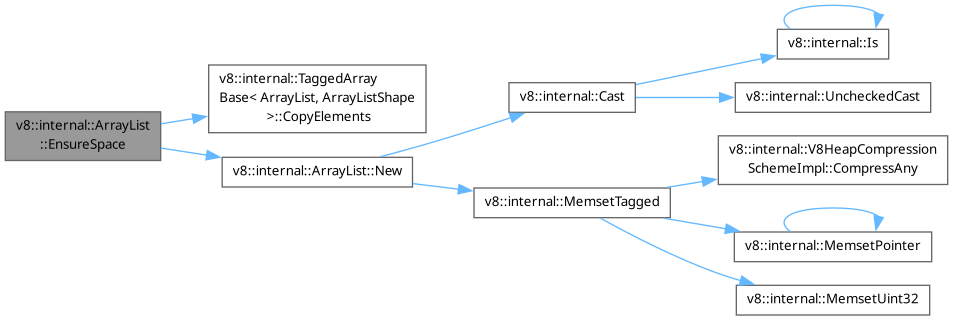 v8::internal::ArrayList
::EnsureSpace
v8::internal::TaggedArray
Base< ArrayList, ArrayListShape
>::CopyElements
v8::internal::ArrayList::New
v8::internal::Cast
v8::internal::Is
v8::internal::UncheckedCast
v8::internal::MemsetTagged
v8::internal::V8HeapCompression
SchemeImpl::CompressAny
v8::internal::MemsetPointer
v8::internal::MemsetUint32